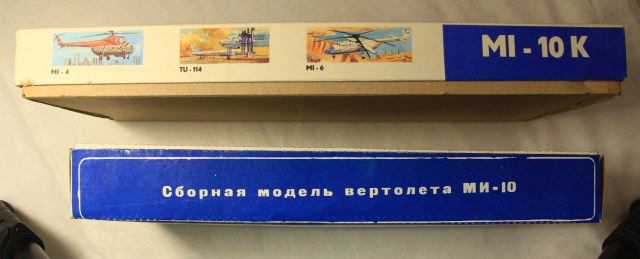 MI - 4
TU - 114
MI - 6
MI - 10 K
Сборная модель вертолета МИ-10